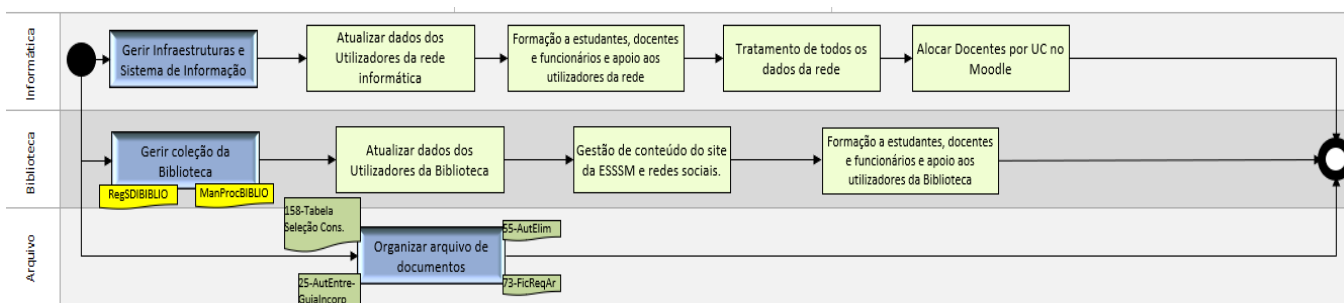 Informática
Gerir Infraestruturas e
Sistema de Informação
Atualizar dados dos
Utilizadores da rede
informática
Formação a estudantes, docentes
e funcionários e apoio aos
utilizadores da rede
Tratamento de todos os
dados da rede
Alocar Docentes por UC no
Moodle
Biblioteca
Gerir coleção da
Biblioteca
RegSDIBIBLIO
ManProcBIBLIO
Atualizar dados dos
Utilizadores da Biblioteca
Gestão de conteúdo do site
da ESSSM e redes sociais.
Formação a estudantes, docentes
e funcionários e apoio aos
utilizadores da Biblioteca
Arquivo
158-Tabela
Seleção Cons.
Organizar arquivo de
documentos
55-AutElim
25-AutEntre-
GuiaIncorp
73-FicReqAr